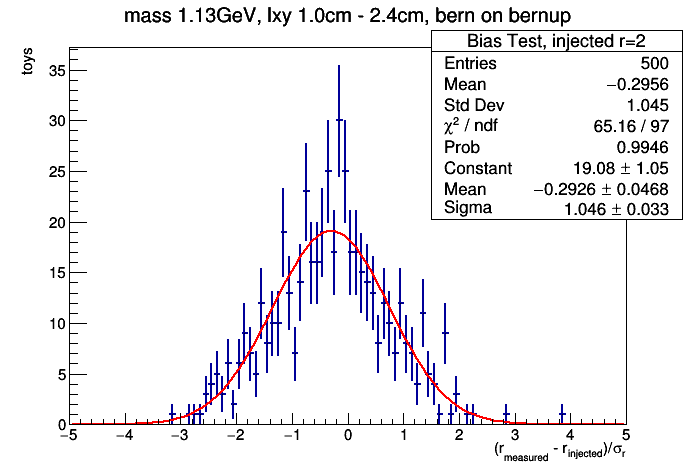 mass 1.13GeV, lxy 1.0cm - 2.4cm, bern on bernup
Bias Test, injected r=2
Entries 500
Mean −0.2956
Std Dev 1.045
χ² / ndf 65.16 / 97
Prob 0.9946
Constant 19.08 ± 1.05
Mean −0.2926 ± 0.0468
Sigma 1.046 ± 0.033
toys
35
30
25
20
15
10
5
0
−5 −4 −3 −2 −1 0 1 2 3 4 5
(r_measured - r_injected)/σ_r